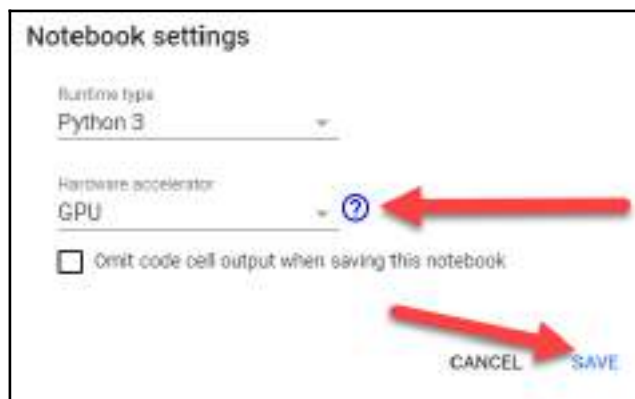 Notebook settings
Runtime type
Python 3
Hardware accelerator
GPU
Omit code cell output when saving this notebook
CANCEL SAVE